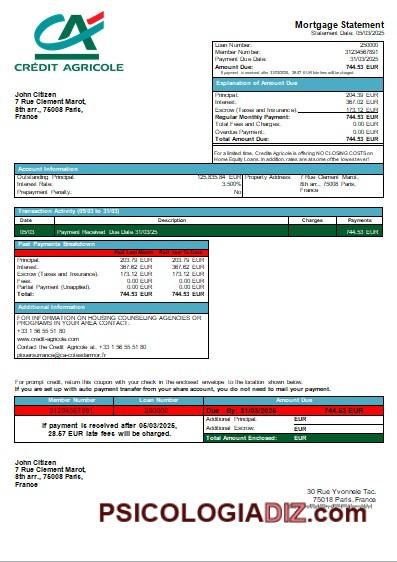 CA
CRÉDIT AGRICOLE
Mortgage Statement
Statement Date: 05/03/2025
Loan Number: 250000
Member Number: 31234567891
Payment Due Date: 31/03/2025
Amount Due: 744.53 EUR
If payment is received after 31/03/2025, 28.57 EUR late fees will be charged.
John Citizen
7 Rue Clement Marot,
8th arr., 75008 Paris,
France
Explanation of Amount Due
Principal: 204.39 EUR
Interest: 367.02 EUR
Escrow (Taxes and Insurance): 173.12 EUR
Regular Monthly Payment: 744.53 EUR
Total Fees and Charges: 0.00 EUR
Overdue Payment: 0.00 EUR
Total Amount Due: 744.53 EUR
For a limited time, Credite Agricole is offering NO CLOSING COSTS on
Home Equity Loans. In addition, rates are at some of the lowest ever!
Account Information
Outstanding Principal: 125,835.84 EUR
Interest Rate: 3.500%
Prepayment Penalty: No
Property Address: 7 Rue Clement Marot,
8th arr., 75008 Paris,
France
Transaction Activity (05/03 to 31/03)
Date Description Charges Payments
05/03 Payment Received Due Date 31/03/25 744.53 EUR
Past Payments Breakdown
Paid Last Month Paid Year To Date
Principal: 203.79 EUR 203.79 EUR
Interest: 367.62 EUR 367.62 EUR
Escrow (Taxes and Insurance): 173.12 EUR 173.12 EUR
Fees: 0.00 EUR 0.00 EUR
Partial Payment (Unapplied): 0.00 EUR 0.00 EUR
Total: 744.53 EUR 744.53 EUR
Additional Information
FOR INFORMATION ON HOUSING COUNSELING AGENCIES OR
PROGRAMS IN YOUR AREA CONTACT:
+33 1 56 55 51 80
www.credit-agricole.com
Contact the Credit Agricole at. +33 1 56 55 51 80
For prompt credit, return this coupon with your check in the enclosed envelope to the location shown below.
If you are set up with auto payment transfer from your share account, you do not need to mail your payment.
Member Number Loan Number Amount Due
31234567891 250000 Due By: 31/03/2025 744.53 EUR
If payment is received after 05/03/2025,
28.57 EUR late fees will be charged.
Additional Principal: EUR
Additional Escrow: EUR
Total Amount Enclosed: EUR
John Citizen
7 Rue Clement Marot,
8th arr., 75008 Paris,
France
30 Rue Yvonnele Tac.
75018 Paris, France
PSICOLOGIADIZ.com